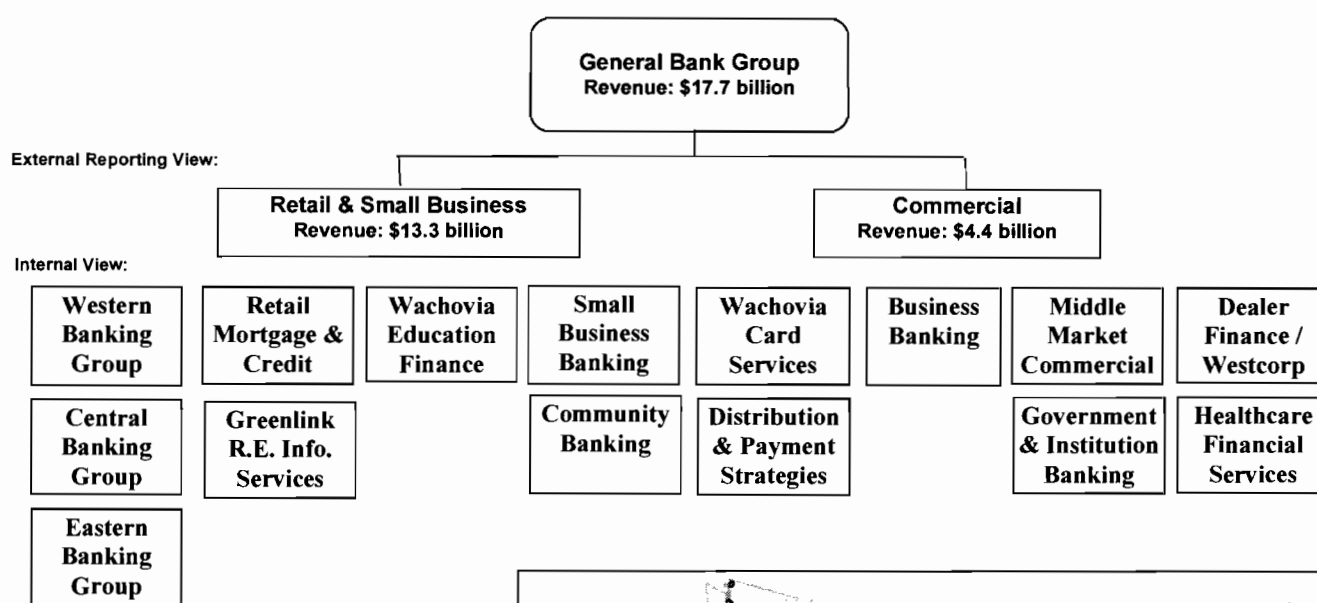 General Bank Group
Revenue: $17.7 billion
External Reporting View:
Retail & Small Business
Revenue: $13.3 billion
Commercial
Revenue: $4.4 billion
Internal View:
Western
Banking
Group
Retail
Mortgage &
Credit
Wachovia
Education
Finance
Small
Business
Banking
Wachovia
Card
Services
Business
Banking
Middle
Market
Commercial
Dealer
Finance /
Westcorp
Central
Banking
Group
Greenlink
R.E. Info.
Services
Community
Banking
Distribution
& Payment
Strategies
Government
& Institution
Banking
Healthcare
Financial
Services
Eastern
Banking
Group